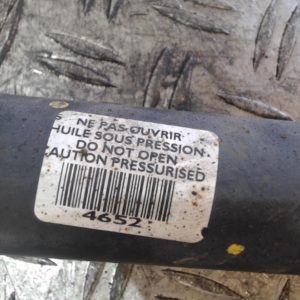 NE PAS OUVRIR
HUILE SOUS PRESSION
DO NOT OPEN
CAUTION PRESSURISED
4652